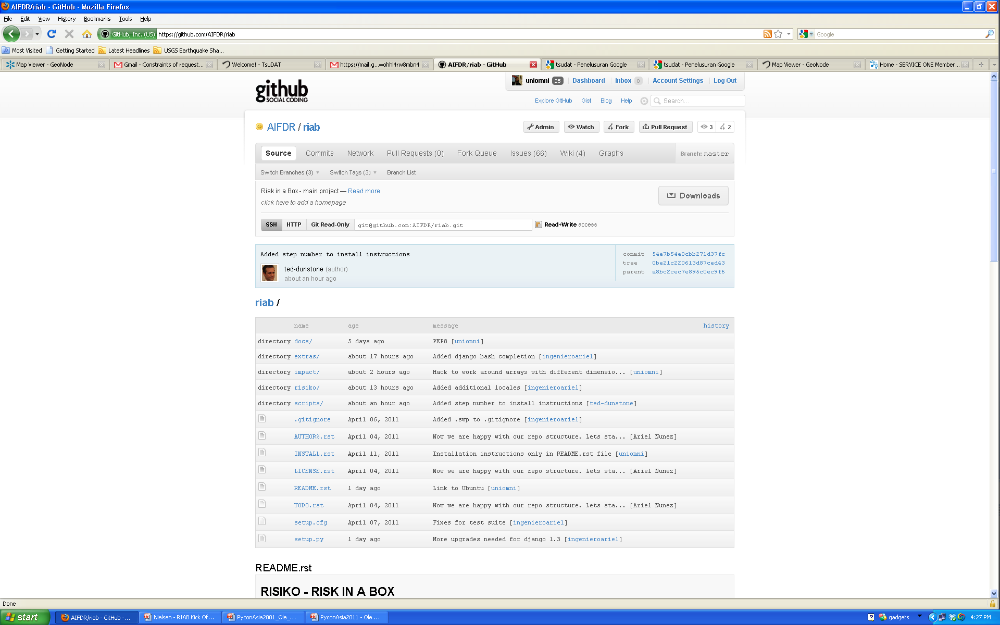 AIFDR/riab - GitHub - Mozilla Firefox
File Edit View History Bookmarks Tools Help
GitHub, Inc. (US) https://github.com/AIFDR/riab Google
Most Visited Getting Started Latest Headlines USGS Earthquake Sha...
Map Viewer - GeoNode Gmail - Constraints of request... Welcome! - TsuDAT https://mail.g...=ohhl4rw8mbn4 AIFDR/riab - GitHub tsudat - Penelusuran Google tsudat - Penelusuran Google Map Viewer - GeoNode Home - SERVICE ONE Member...
github
SOCIAL CODING
uniomni 25 Dashboard Inbox 0 Account Settings Log Out
Explore GitHub Gist Blog Help Search...
AIFDR / riab
Admin Watch Fork Pull Request 3 2
Source Commits Network Pull Requests (0) Fork Queue Issues (66) Wiki (4) Graphs Branch: master
Switch Branches (3) Switch Tags (3) Branch List
Risk in a Box - main project — Read more
click here to add a homepage
Downloads
SSH HTTP Git Read-Only git@github.com:AIFDR/riab.git Read+Write access
Added step number to install instructions
ted-dunstone (author)
about an hour ago
commit 54e7b54e0cbb271d37fc
tree 0be21c220613d87ced43
parent a8bc2cec7e895c0ec9f6
riab /
name age message history
directory docs/ 5 days ago PEP8 [uniomni]
directory extras/ about 17 hours ago Added django bash completion [ingenieroariel]
directory impact/ about 2 hours ago Hack to work around arrays with different dimensio... [uniomni]
directory risiko/ about 13 hours ago Added additional locales [ingenieroariel]
directory scripts/ about an hour ago Added step number to install instructions [ted-dunstone]
.gitignore April 06, 2011 Added .swp to .gitignore [ingenieroariel]
AUTHORS.rst April 04, 2011 Now we are happy with our repo structure. Lets sta... [Ariel Nunez]
INSTALL.rst April 11, 2011 Installation instructions only in README.rst file [uniomni]
LICENSE.rst April 04, 2011 Now we are happy with our repo structure. Lets sta... [Ariel Nunez]
README.rst 1 day ago Link to Ubuntu [uniomni]
TODO.rst April 04, 2011 Now we are happy with our repo structure. Lets sta... [Ariel Nunez]
setup.cfg April 07, 2011 Fixes for test suite [ingenieroariel]
setup.py 1 day ago More upgrades needed for django 1.3 [ingenieroariel]
README.rst
RISIKO - RISK IN A BOX
Done
start AIFDR/riab - GitHub -... Nielsen - RIAB Kick Of... PyconAsia2001_Ole_... PyconAsia2011 - Ole ... gadgets 4:27 PM